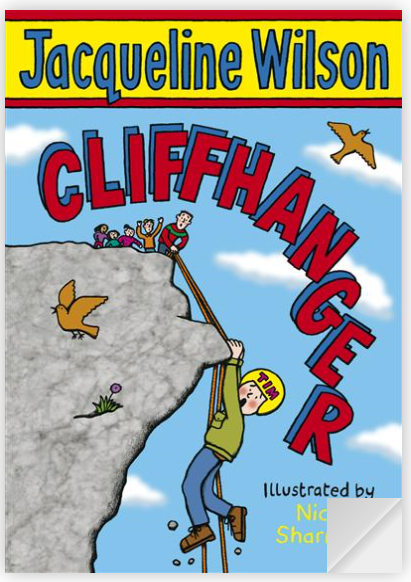 Jacqueline Wilson
CLIFFHANGER
TIM
Illustrated by